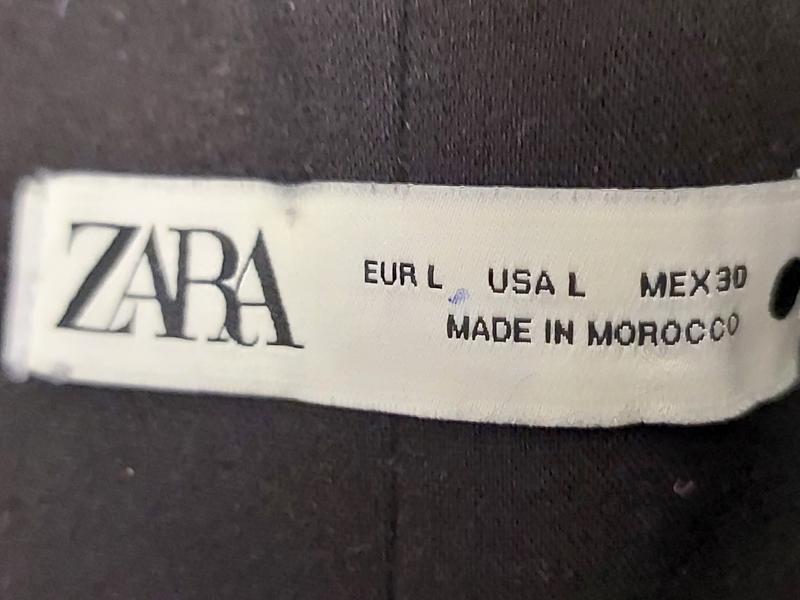 ZARA
EUR L USA L MEX 30
MADE IN MOROCCO